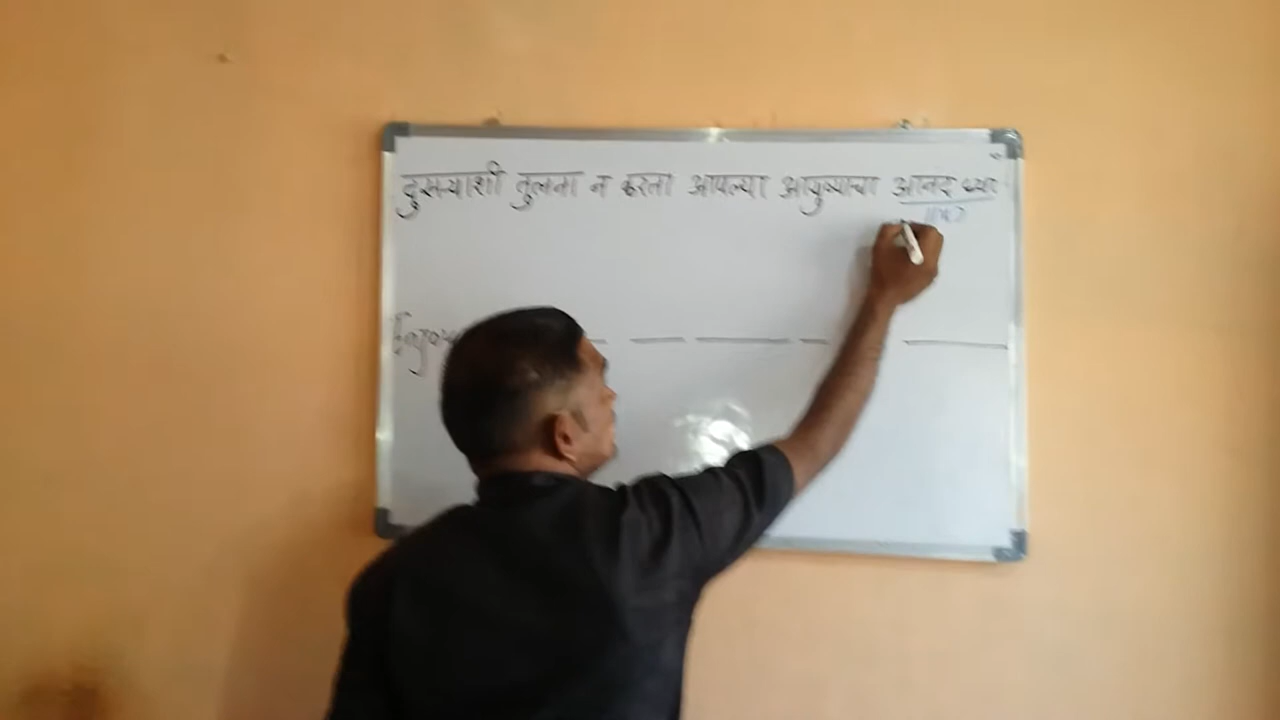 दुसऱ्याशी तुलना न करता आपल्या आयुष्याचा आनंद घ्या